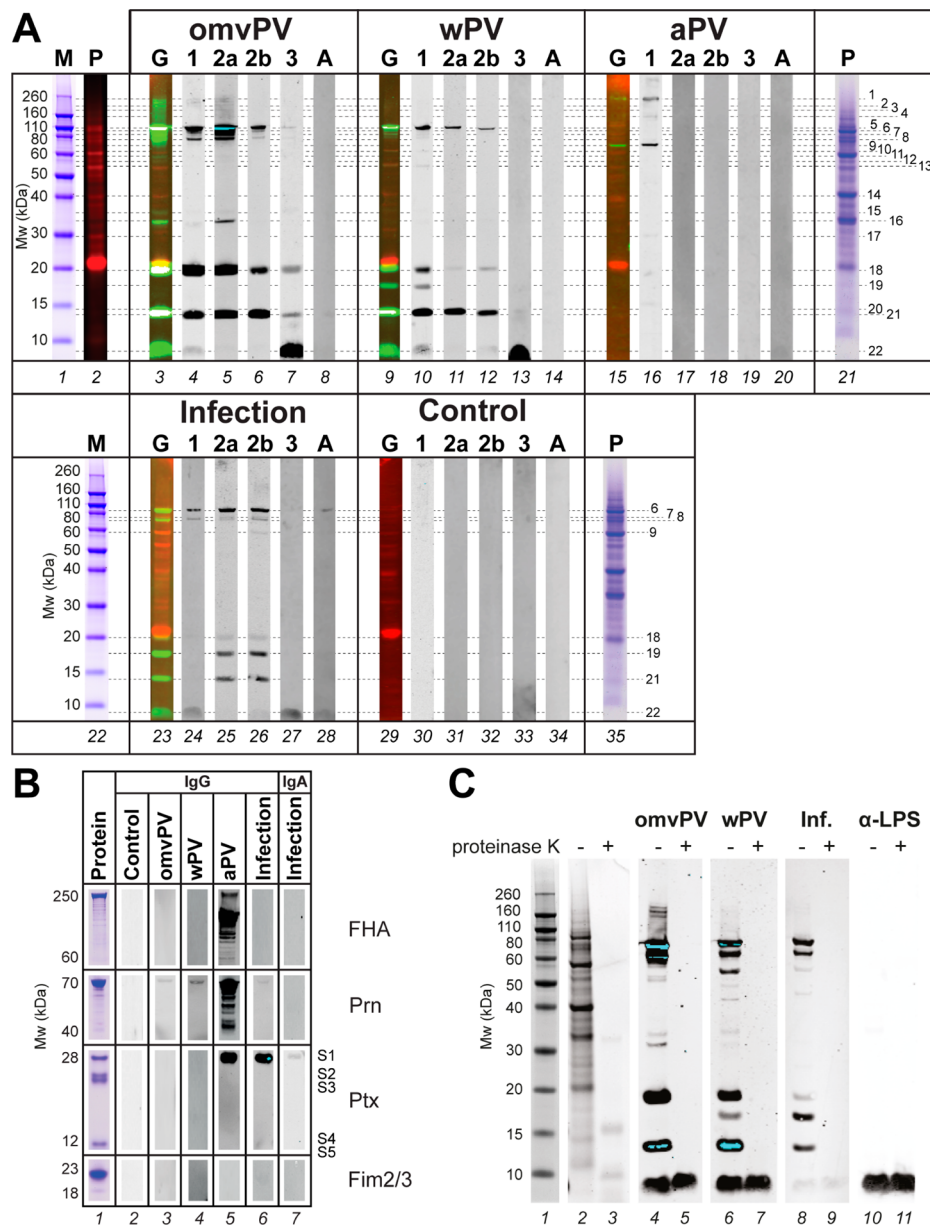 A
omvPV wPV aPV
M P G 1 2a 2b 3 A G 1 2a 2b 3 A G 1 2a 2b 3 A P
Mw (kDa)
260
160
110
80
60
50
40
30
20
15
10
1
2
3
4
5 6 7 8
9 10 11 12 13
14
15
16
17
18
19
20 21
22
1 2 3 4 5 6 7 8 9 10 11 12 13 14 15 16 17 18 19 20 21
Infection Control
M G 1 2a 2b 3 A G 1 2a 2b 3 A P
Mw (kDa)
260
160
110
80
60
50
40
30
20
15
10
6 7 8
9
18
19
21
22
22 23 24 25 26 27 28 29 30 31 32 33 34 35
B
IgG IgA
Protein Control omvPV wPV aPV Infection Infection
Mw (kDa)
250
60
FHA
70
40
Prn
28
12
S1
S2
S3
S4
S5
Ptx
23
18
Fim2/3
1 2 3 4 5 6 7
C
omvPV wPV Inf. α-LPS
proteinase K - + - + - + - + - +
Mw (kDa)
260
160
110
80
60
50
40
30
20
15
10
1 2 3 4 5 6 7 8 9 10 11